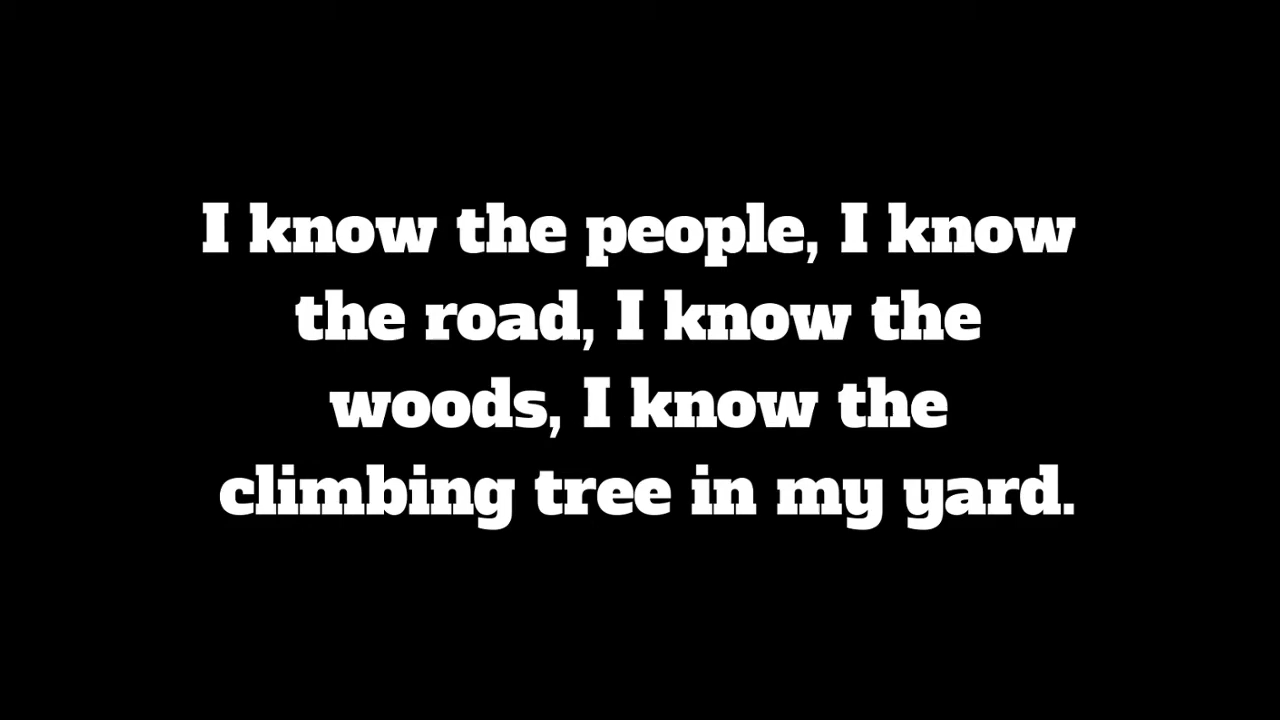 I know the people, I know
the road, I know the
woods, I know the
climbing tree in my yard.